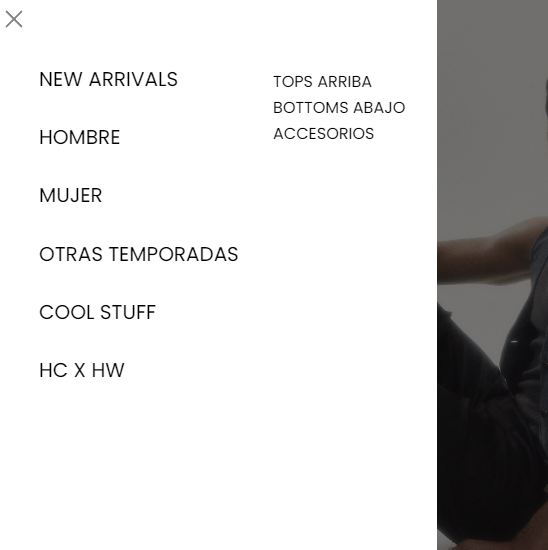 NEW ARRIVALS
HOMBRE
MUJER
OTRAS TEMPORADAS
COOL STUFF
HC X HW
TOPS ARRIBA
BOTTOMS ABAJO
ACCESORIOS